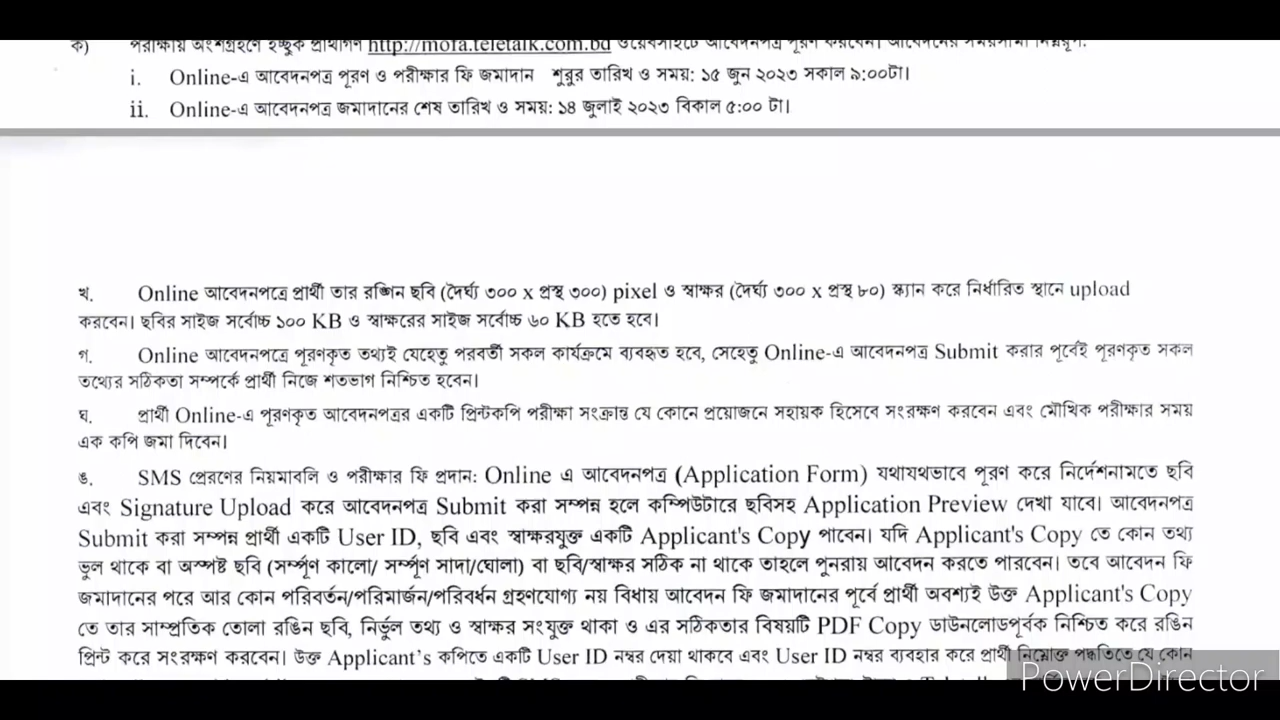 ক) পরীক্ষায় অংশগ্রহণে ইচ্ছুক প্রার্থীগণ http://mofa.teletalk.com.bd ওয়েবসাইটে আবেদনপত্র পূরণ করবেন। আবেদনের সময়সীমা নিম্নরূপ:
i. Online-এ আবেদনপত্র পূরণ ও পরীক্ষার ফি জমাদান শুরুর তারিখ ও সময়: ১৫ জুন ২০২৩ সকাল ৯:০০টা।
ii. Online-এ আবেদনপত্র জমাদানের শেষ তারিখ ও সময়: ১৪ জুলাই ২০২৩ বিকাল ৫:০০ টা।
খ. Online আবেদনপত্রে প্রার্থী তার রঙ্গিন ছবি (দৈর্ঘ্য ৩০০ x প্রস্থ ৩০০) pixel ও স্বাক্ষর (দৈর্ঘ্য ৩০০ x প্রস্থ ৮০) স্ক্যান করে নির্ধারিত স্থানে upload
করবেন। ছবির সাইজ সর্বোচ্চ ১০০ KB ও স্বাক্ষরের সাইজ সর্বোচ্চ ৬০ KB হতে হবে।
গ. Online আবেদনপত্রে পূরণকৃত তথ্যই যেহেতু পরবর্তী সকল কার্যক্রমে ব্যবহৃত হবে, সেহেতু Online-এ আবেদনপত্র Submit করার পূর্বেই পূরণকৃত সকল
তথ্যের সঠিকতা সম্পর্কে প্রার্থী নিজে শতভাগ নিশ্চিত হবেন।
ঘ. প্রার্থী Online-এ পূরণকৃত আবেদনপত্রর একটি প্রিন্টকপি পরীক্ষা সংক্রান্ত যে কোনে প্রয়োজনে সহায়ক হিসেবে সংরক্ষণ করবেন এবং মৌখিক পরীক্ষার সময়
এক কপি জমা দিবেন।
ঙ. SMS প্রেরণের নিয়মাবলি ও পরীক্ষার ফি প্রদান: Online এ আবেদনপত্র (Application Form) যথাযথভাবে পূরণ করে নির্দেশনামতে ছবি
এবং Signature Upload করে আবেদনপত্র Submit করা সম্পন্ন হলে কম্পিউটারে ছবিসহ Application Preview দেখা যাবে। আবেদনপত্র
Submit করা সম্পন্ন প্রার্থী একটি User ID, ছবি এবং স্বাক্ষরযুক্ত একটি Applicant's Copy পাবেন। যদি Applicant's Copy তে কোন তথ্য
ভুল থাকে বা অস্পষ্ট ছবি (সর্ম্পূণ কালো/ সর্ম্পূণ সাদা/ঘোলা) বা ছবি/স্বাক্ষর সঠিক না থাকে তাহলে পুনরায় আবেদন করতে পারবেন। তবে আবেদন ফি
জমাদানের পরে আর কোন পরিবর্তন/পরিমার্জন/পরিবর্ধন গ্রহণযোগ্য নয় বিধায় আবেদন ফি জমাদানের পূর্বে প্রার্থী অবশ্যই উক্ত Applicant's Copy
তে তার সাম্প্রতিক তোলা রঙিন ছবি, নির্ভুল তথ্য ও স্বাক্ষর সংযুক্ত থাকা ও এর সঠিকতার বিষয়টি PDF Copy ডাউনলোডপূর্বক নিশ্চিত করে রঙিন
প্রিন্ট করে সংরক্ষণ করবেন। উক্ত Applicant's কপিতে একটি User ID নম্বর দেয়া থাকবে এবং User ID নম্বর ব্যবহার করে প্রার্থী নিম্নোক্ত পদ্ধতিতে যে কোন
PowerDirector